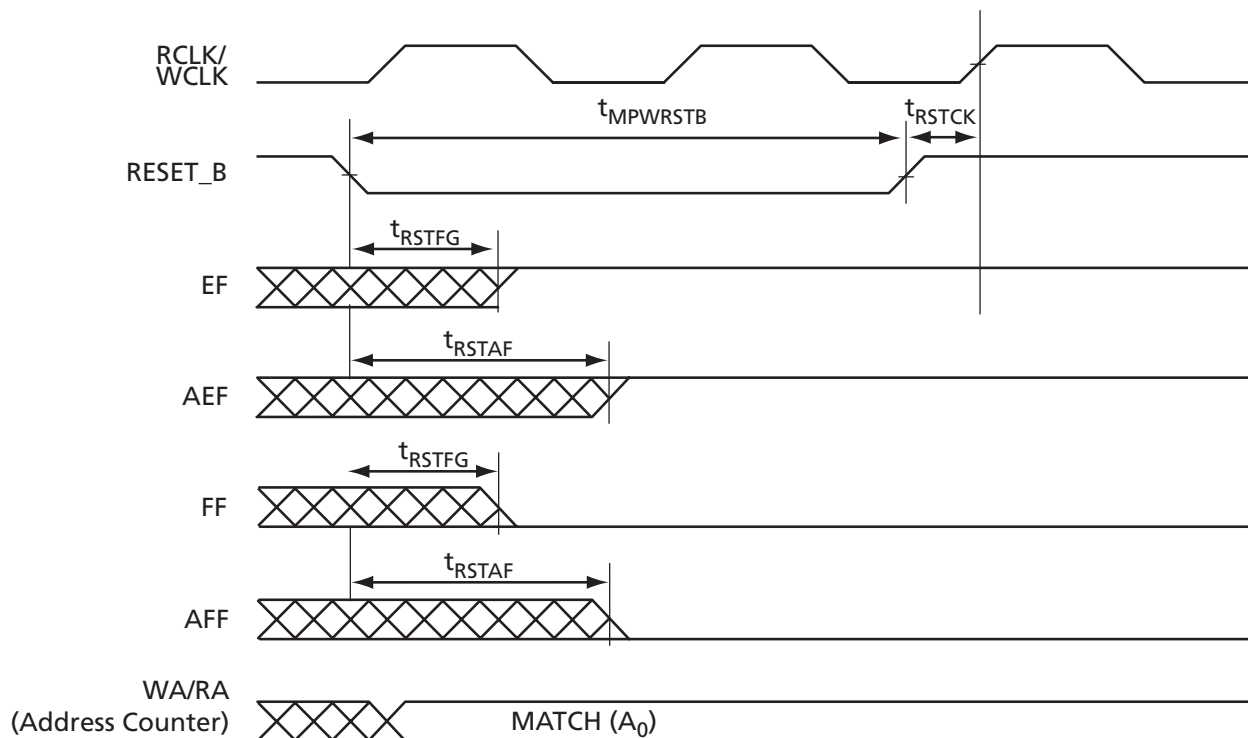 RCLK/
WCLK
tMPWRSTB
tRSTCK
RESET_B
tRSTFG
EF
tRSTAF
AEF
tRSTFG
FF
tRSTAF
AFF
WA/RA
(Address Counter)
MATCH (A0)